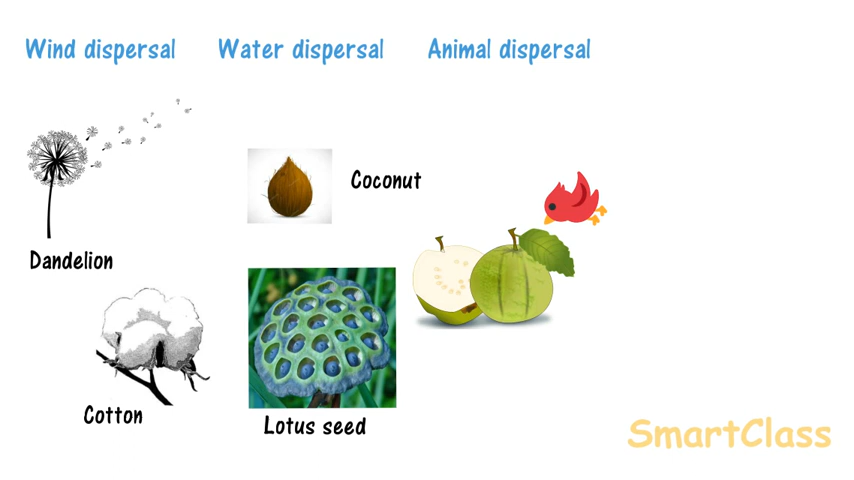 Wind dispersal
Water dispersal
Animal dispersal
Coconut
Dandelion
Cotton
Lotus seed
SmartClass